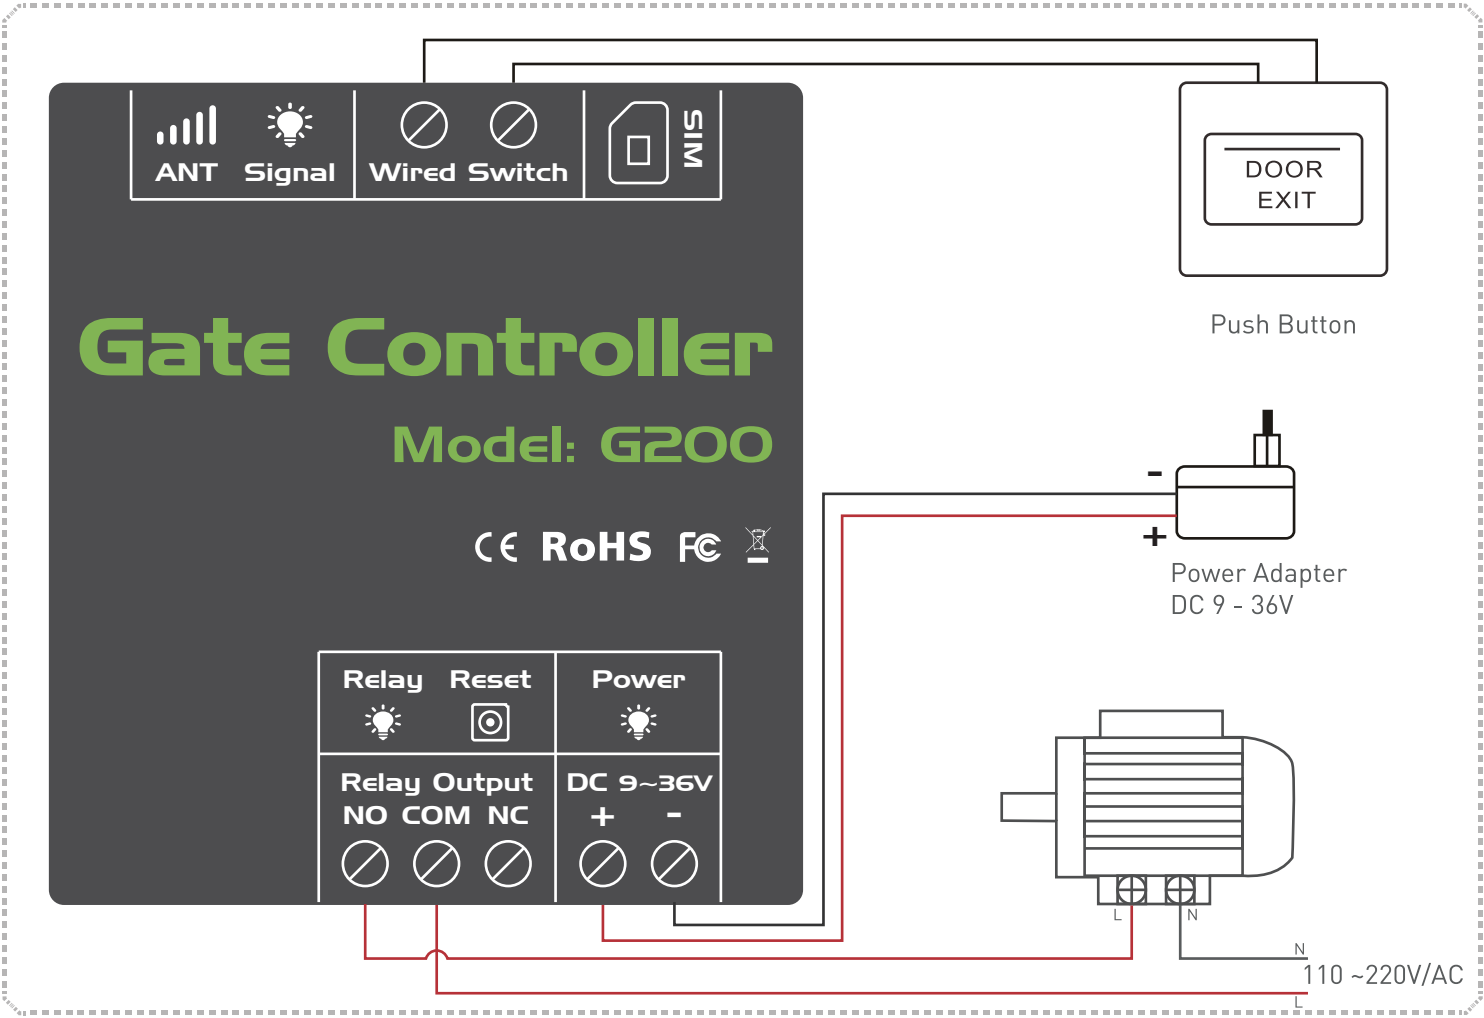 ANT Signal Wired Switch SIM
DOOR
EXIT
Push Button
Gate Controller
Model: G200
CE RoHS FC
-
+
Power Adapter
DC 9 - 36V
Relay Reset Power
Relay Output DC 9~36V
NO COM NC + -
L N
N
110 ~220V/AC
L